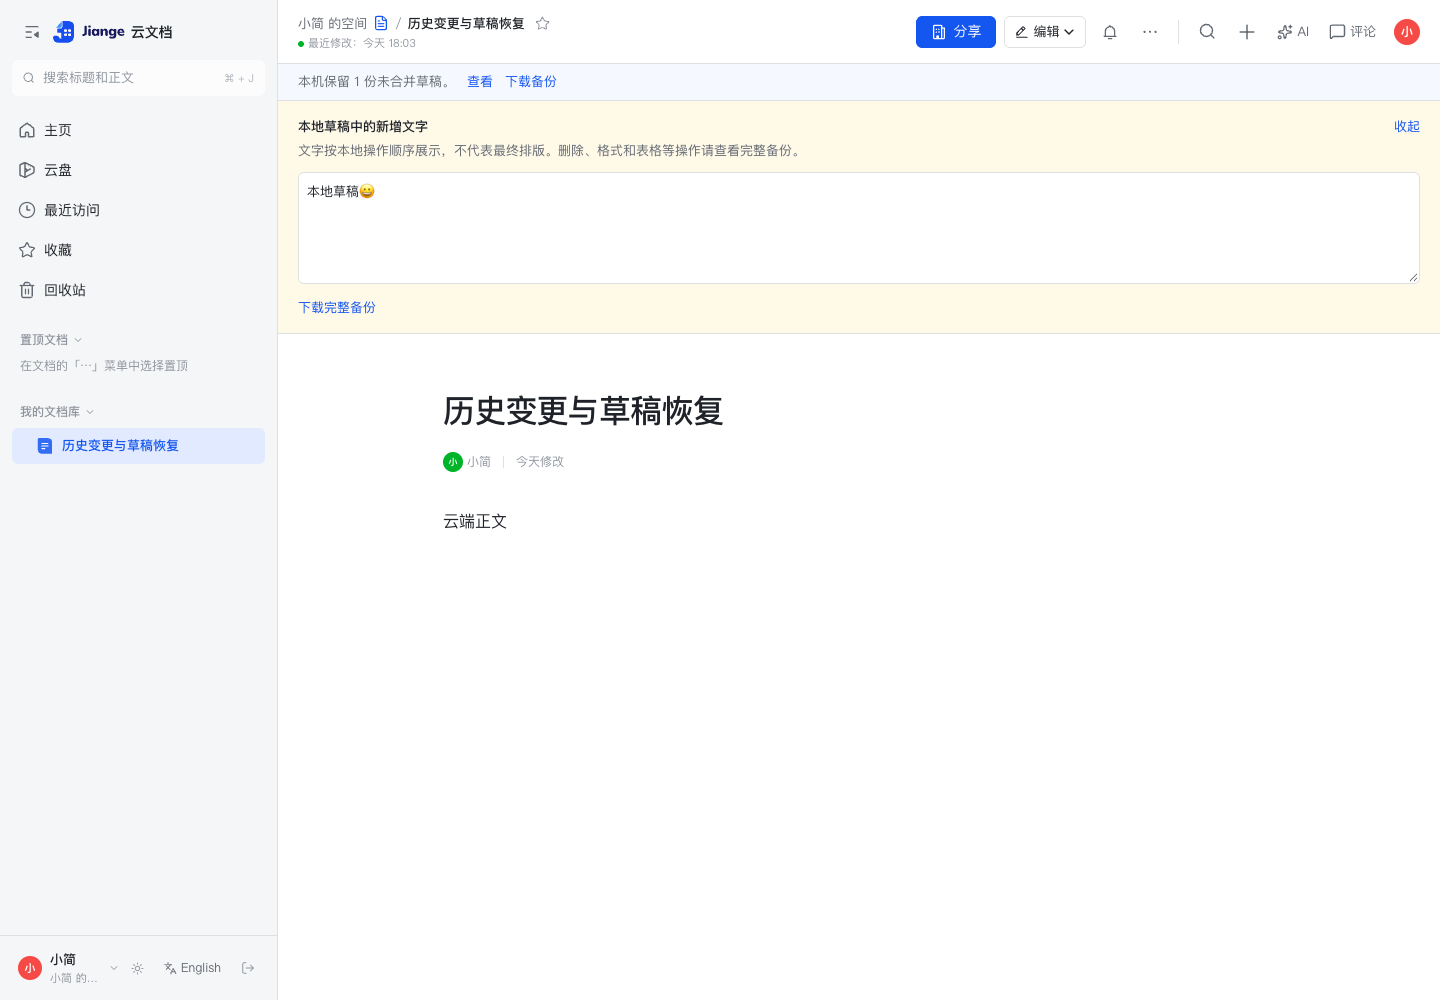 Jiange 云文档
搜索标题和正文 ⌘ + J
主页
云盘
最近访问
收藏
回收站
置顶文档
在文档的「…」菜单中选择置顶
我的文档库
历史变更与草稿恢复
小简
小简 的...
English
小简 的空间 / 历史变更与草稿恢复
最近修改：今天 18:03
分享
编辑
AI
评论
小
本机保留 1 份未合并草稿。 查看 下载备份
本地草稿中的新增文字 收起
文字按本地操作顺序展示，不代表最终排版。删除、格式和表格等操作请查看完整备份。
本地草稿😀
下载完整备份
历史变更与草稿恢复
小 小简 今天修改
云端正文
小